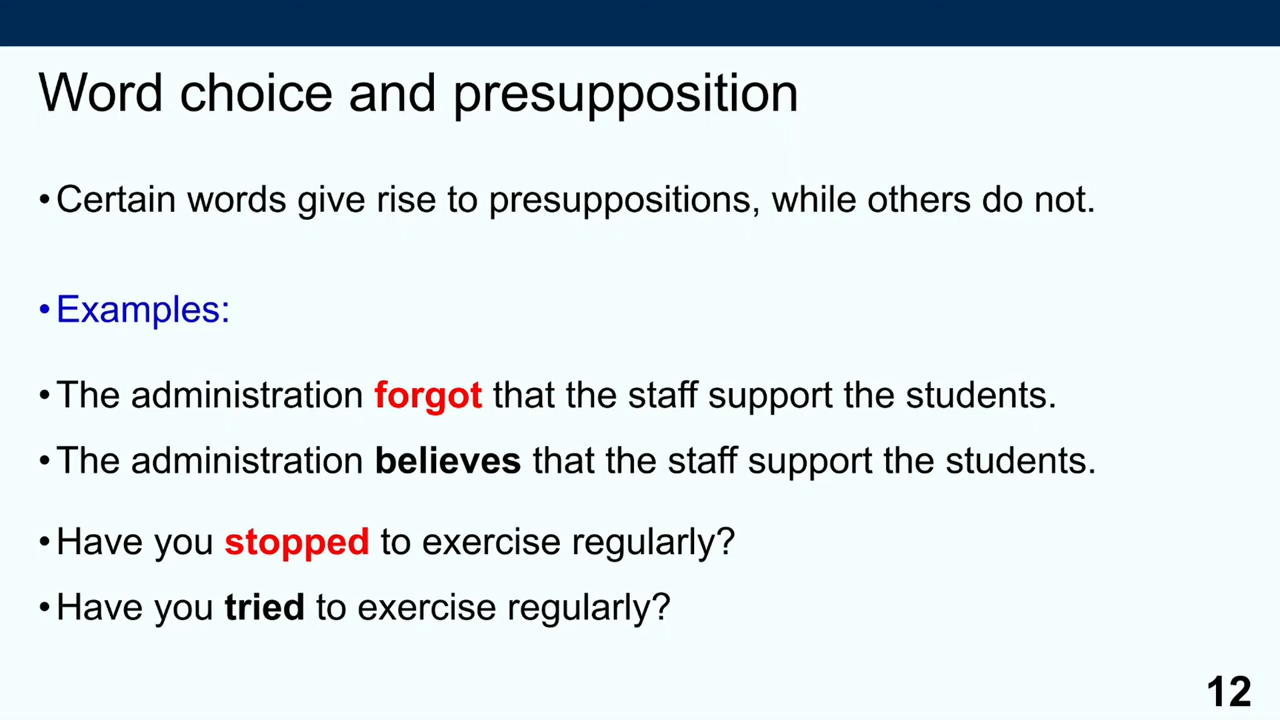 Word choice and presupposition
•Certain words give rise to presuppositions, while others do not.
•Examples:
•The administration forgot that the staff support the students.
•The administration believes that the staff support the students.
•Have you stopped to exercise regularly?
•Have you tried to exercise regularly?
12